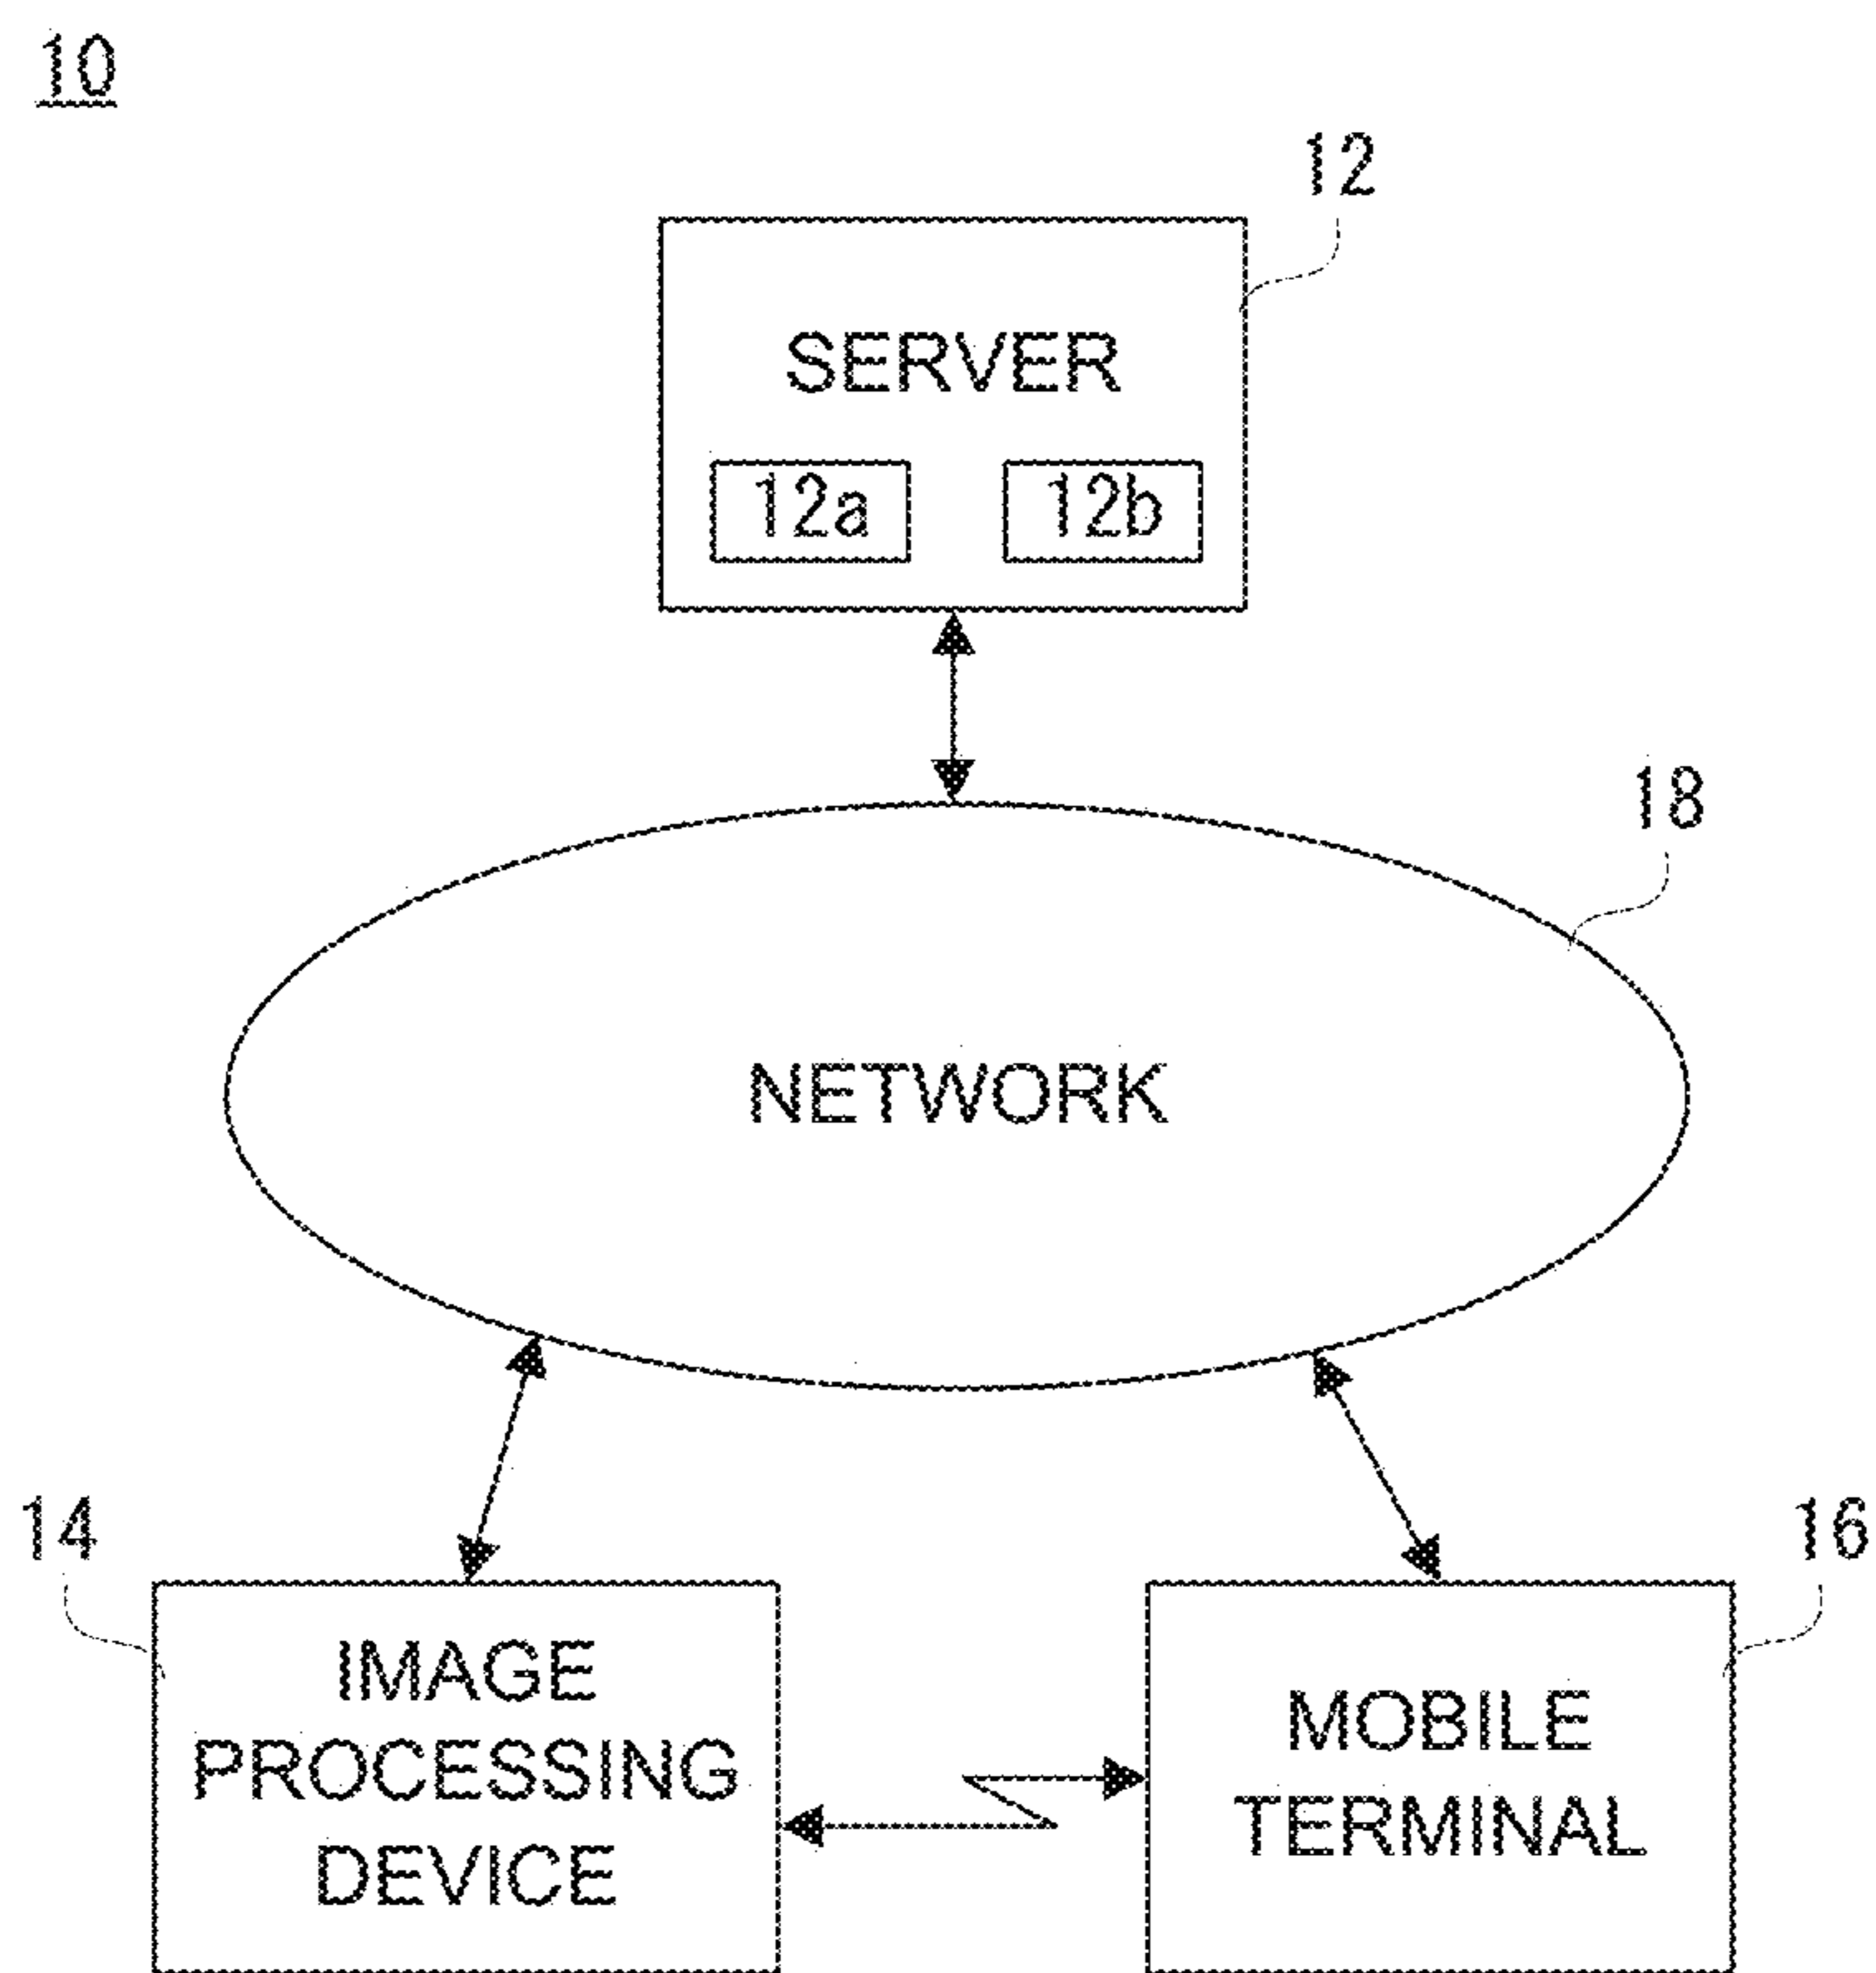 10
12
SERVER
12a 12b
18
NETWORK
14
16
IMAGE
PROCESSING
DEVICE
MOBILE
TERMINAL